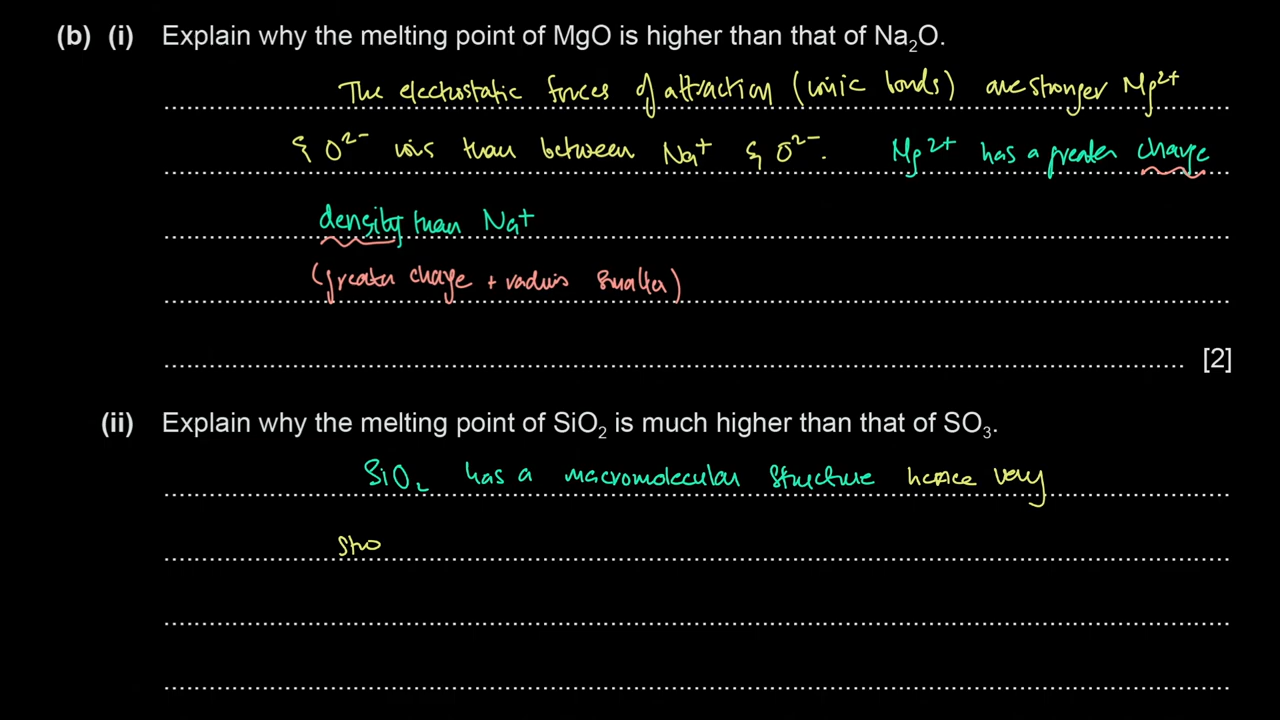 (b) (i) Explain why the melting point of MgO is higher than that of Na₂O.
The electrostatic forces of attraction (ionic bonds) are stronger Mg²⁺
& O²⁻ ions than between Na⁺ & O²⁻. Mg²⁺ has a greater charge
density than Na⁺
(greater charge + radius smaller)
[2]
(ii) Explain why the melting point of SiO₂ is much higher than that of SO₃.
SiO₂ has a macromolecular structure hence very
stro